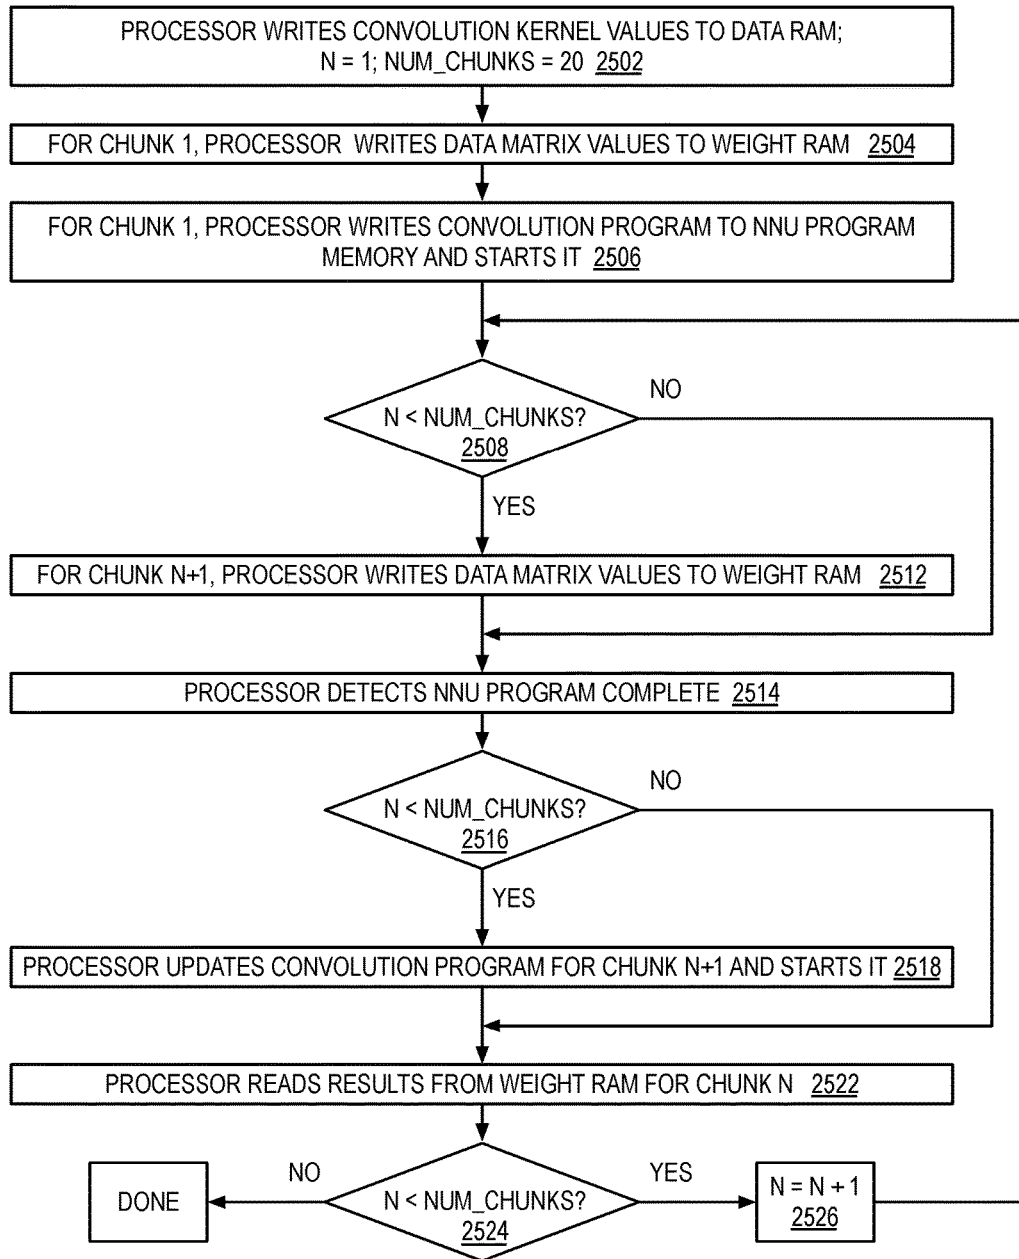 PROCESSOR WRITES CONVOLUTION KERNEL VALUES TO DATA RAM;
N = 1; NUM_CHUNKS = 20 2502
FOR CHUNK 1, PROCESSOR WRITES DATA MATRIX VALUES TO WEIGHT RAM 2504
FOR CHUNK 1, PROCESSOR WRITES CONVOLUTION PROGRAM TO NNU PROGRAM
MEMORY AND STARTS IT 2506
NO
N < NUM_CHUNKS?
2508
YES
FOR CHUNK N+1, PROCESSOR WRITES DATA MATRIX VALUES TO WEIGHT RAM 2512
PROCESSOR DETECTS NNU PROGRAM COMPLETE 2514
NO
N < NUM_CHUNKS?
2516
YES
PROCESSOR UPDATES CONVOLUTION PROGRAM FOR CHUNK N+1 AND STARTS IT 2518
PROCESSOR READS RESULTS FROM WEIGHT RAM FOR CHUNK N 2522
NO
YES
DONE
N < NUM_CHUNKS?
2524
N = N + 1
2526